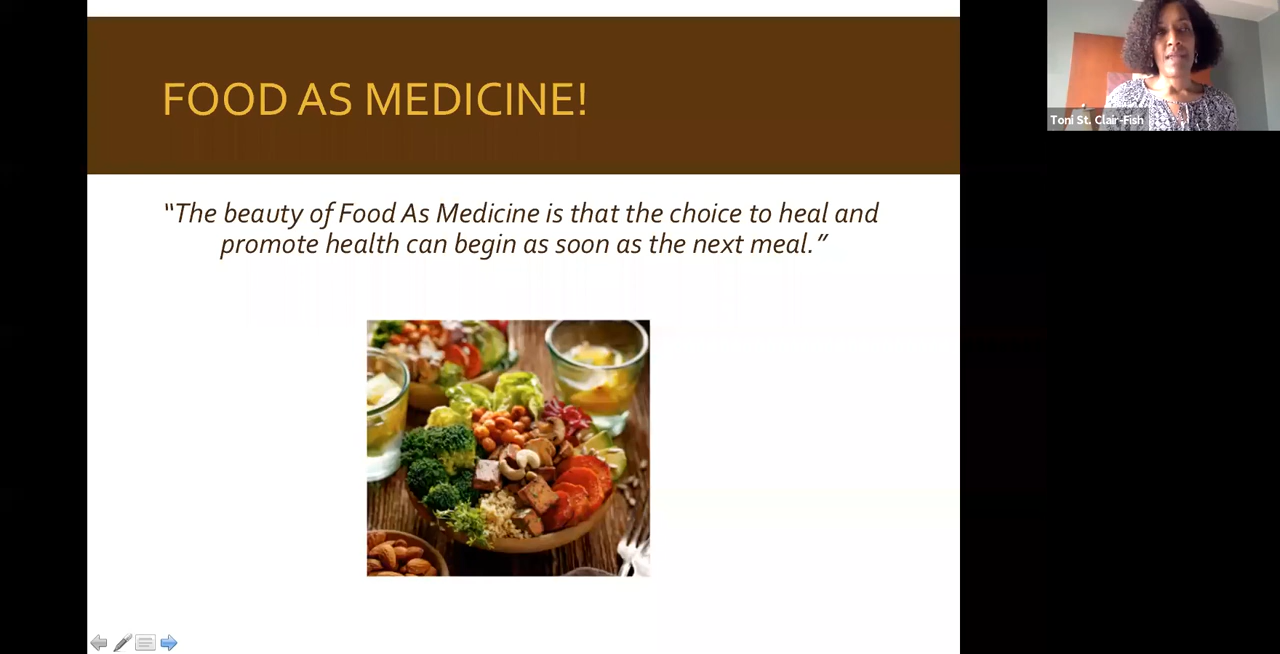 FOOD AS MEDICINE!
“The beauty of Food As Medicine is that the choice to heal and
promote health can begin as soon as the next meal.”
Toni St. Clair-Fish